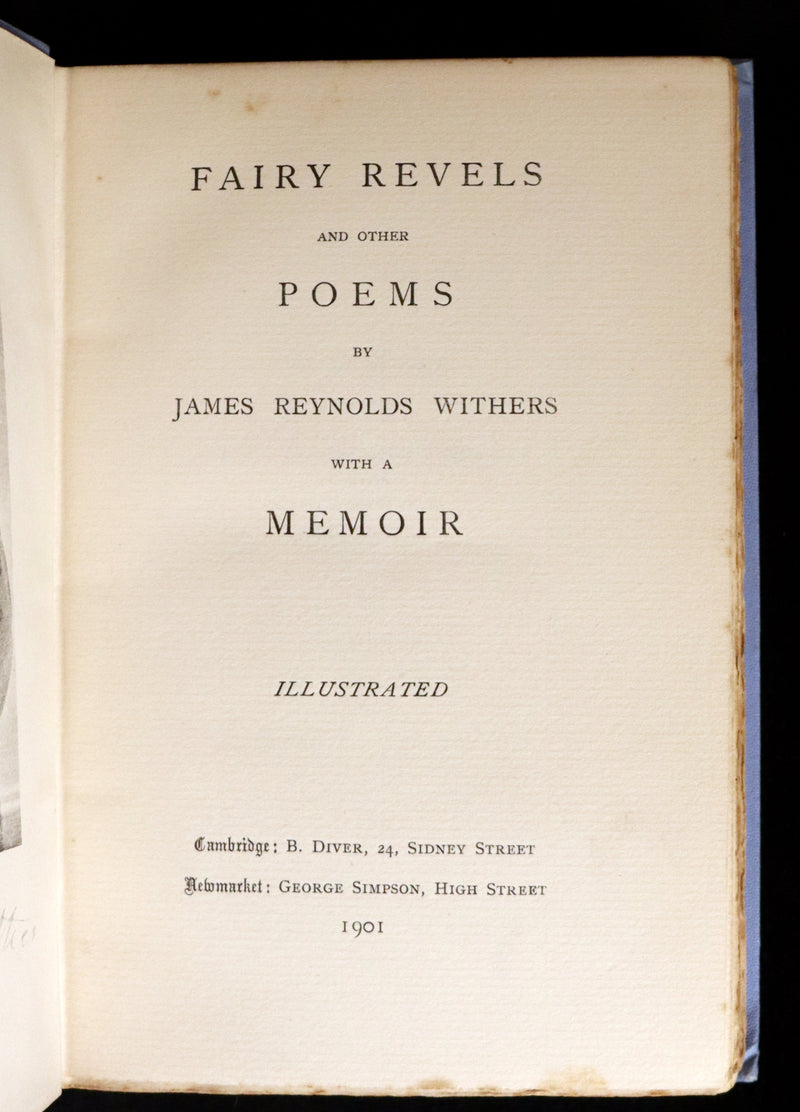 FAIRY REVELS
AND OTHER
POEMS
BY
JAMES REYNOLDS WITHERS
WITH A
MEMOIR
ILLUSTRATED
Cambridge: B. DIVER, 24, SIDNEY STREET
Newmarket: GEORGE SIMPSON, HIGH STREET
1901